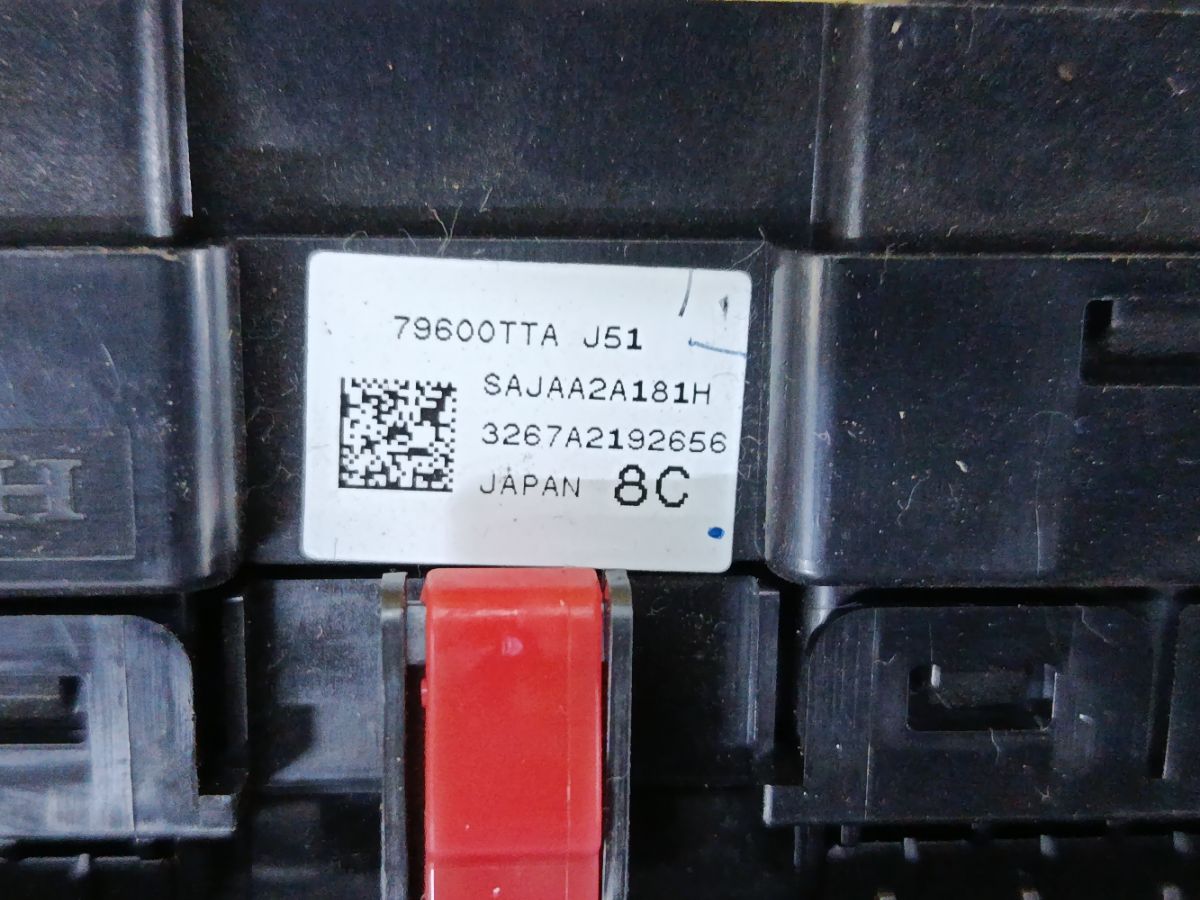 79600TTA J51
SAJAA2A181H
3267A2192656
JAPAN 8C